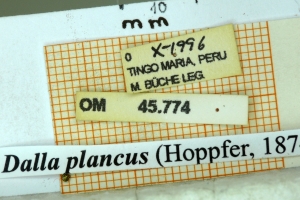 10
mm
O X-1996
TINGO MARIA, PERU
M. BÜCHE LEG.
OM 45.774
Dalla plancus (Hoppfer, 187